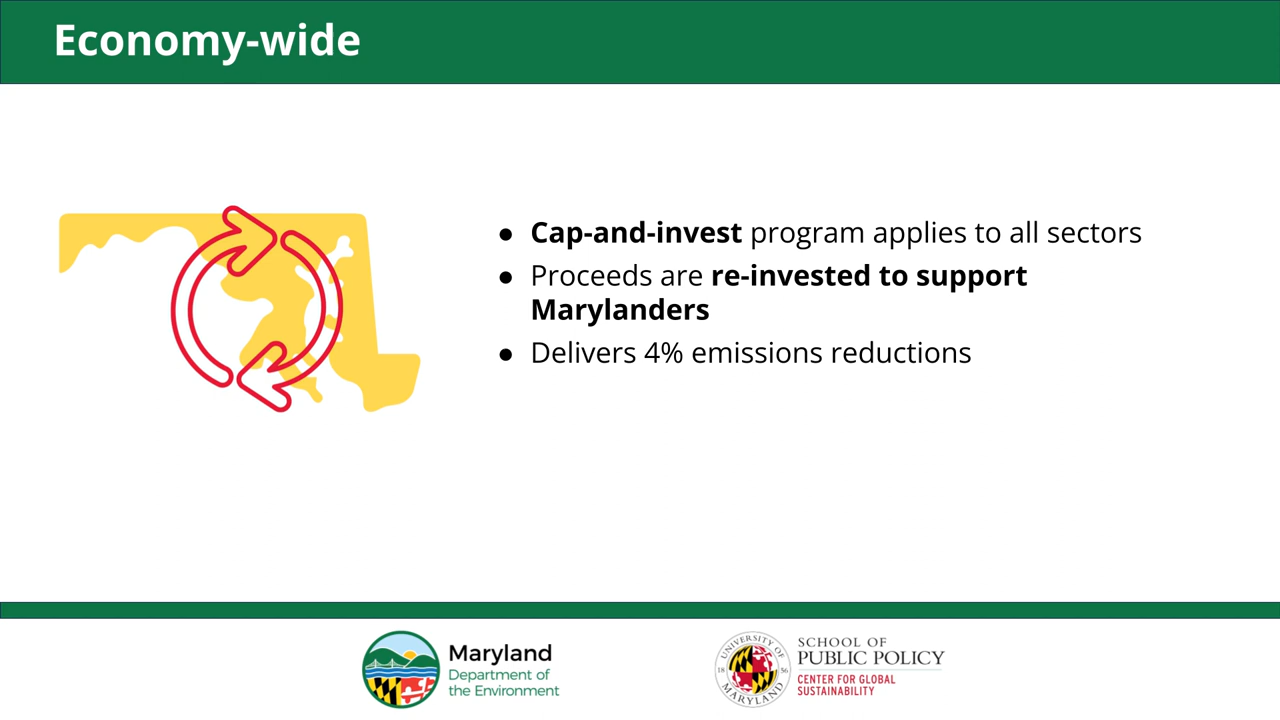 Economy-wide
● Cap-and-invest program applies to all sectors
● Proceeds are re-invested to support
Marylanders
● Delivers 4% emissions reductions
Maryland
Department of
the Environment
UNIVERSITY OF
18 56
MARYLAND
SCHOOL OF
PUBLIC POLICY
CENTER FOR GLOBAL
SUSTAINABILITY